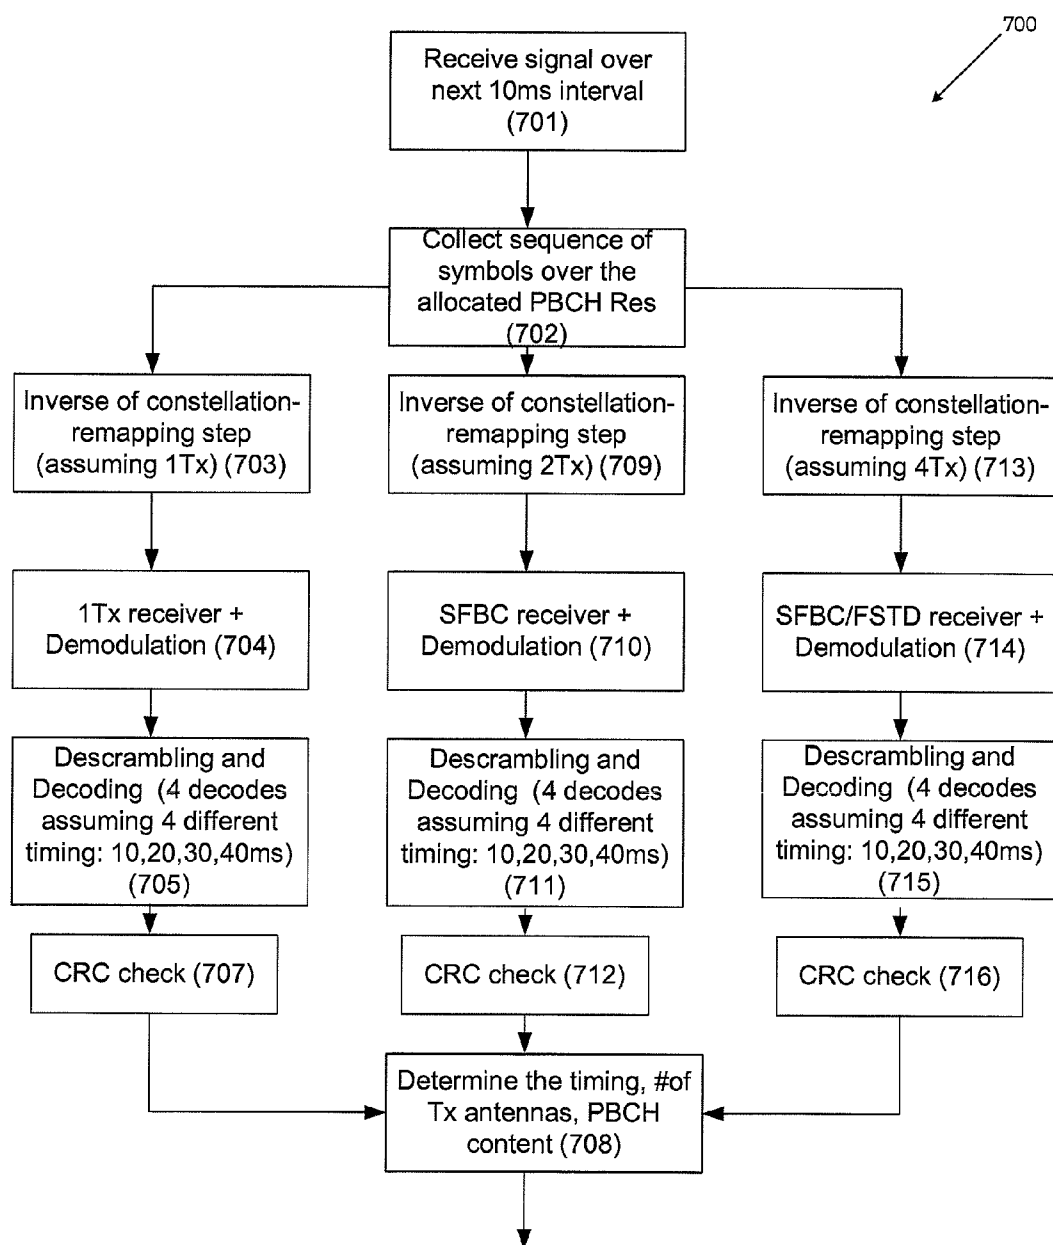 700
Receive signal over
next 10ms interval
(701)
Collect sequence of
symbols over the
allocated PBCH Res
(702)
Inverse of constellation-
remapping step
(assuming 1Tx) (703)
Inverse of constellation-
remapping step
(assuming 2Tx) (709)
Inverse of constellation-
remapping step
(assuming 4Tx) (713)
1Tx receiver +
Demodulation (704)
SFBC receiver +
Demodulation (710)
SFBC/FSTD receiver +
Demodulation (714)
Descrambling and
Decoding (4 decodes
assuming 4 different
timing: 10,20,30,40ms)
(705)
Descrambling and
Decoding (4 decodes
assuming 4 different
timing: 10,20,30,40ms)
(711)
Descrambling and
Decoding (4 decodes
assuming 4 different
timing: 10,20,30,40ms)
(715)
CRC check (707)
CRC check (712)
CRC check (716)
Determine the timing, #of
Tx antennas, PBCH
content (708)